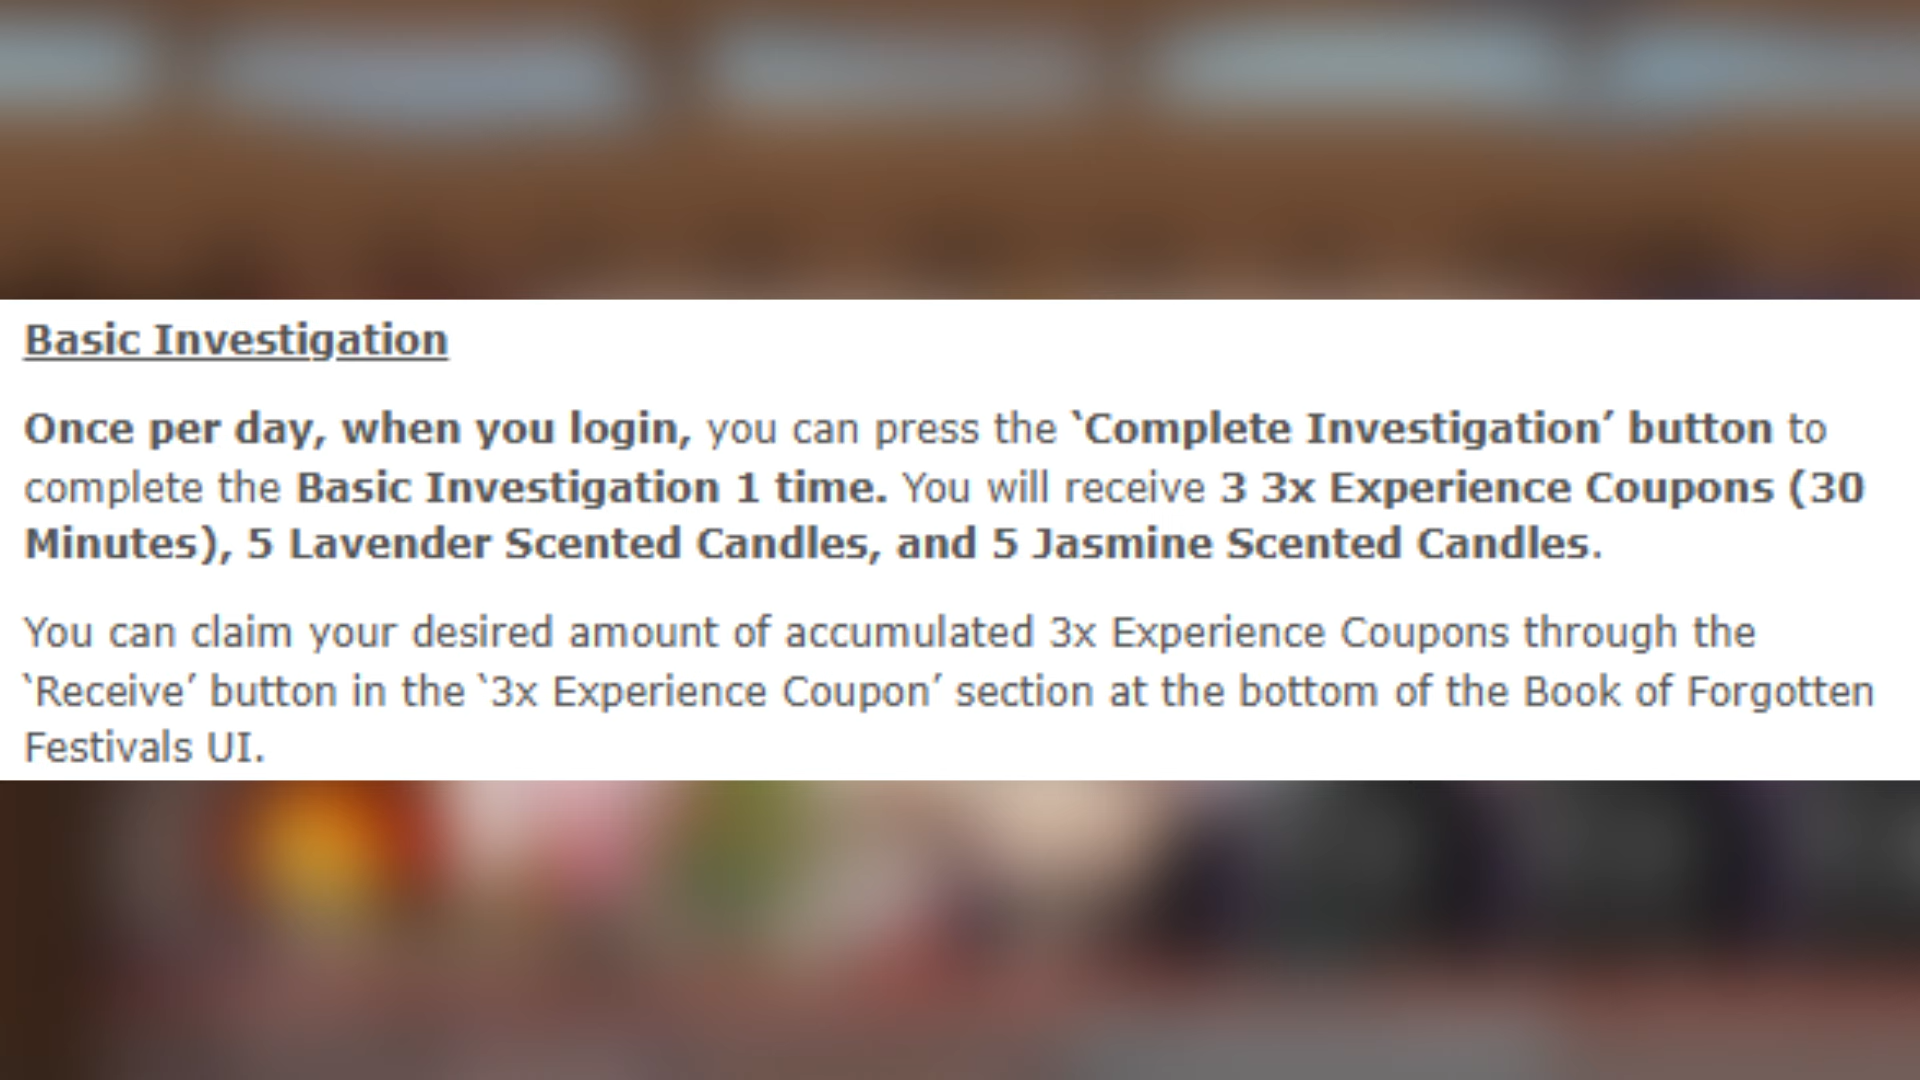 Basic Investigation
Once per day, when you login, you can press the ‵Complete Investigation′ button to
complete the Basic Investigation 1 time. You will receive 3 3x Experience Coupons (30
Minutes), 5 Lavender Scented Candles, and 5 Jasmine Scented Candles.
You can claim your desired amount of accumulated 3x Experience Coupons through the
‵Receive′ button in the ‵3x Experience Coupon′ section at the bottom of the Book of Forgotten
Festivals UI.